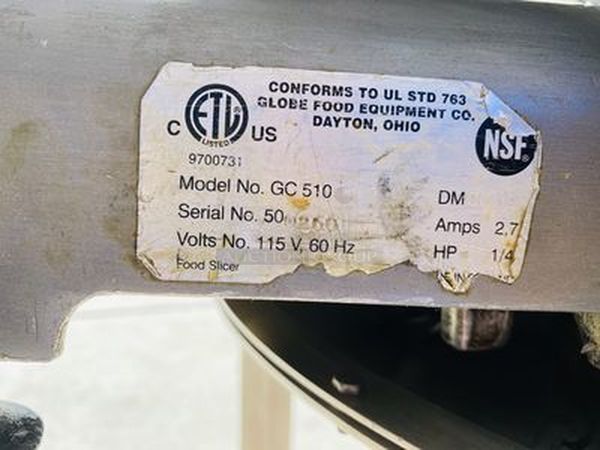 CONFORMS TO UL STD 763
GLOBE FOOD EQUIPMENT CO.
DAYTON, OHIO
C ETL US
LISTED
NSF
9700731
Model No. GC 510
DM
Serial No. 50
Amps 2.7
Volts No. 115 V, 60 Hz
HP 1/4
Food Slicer